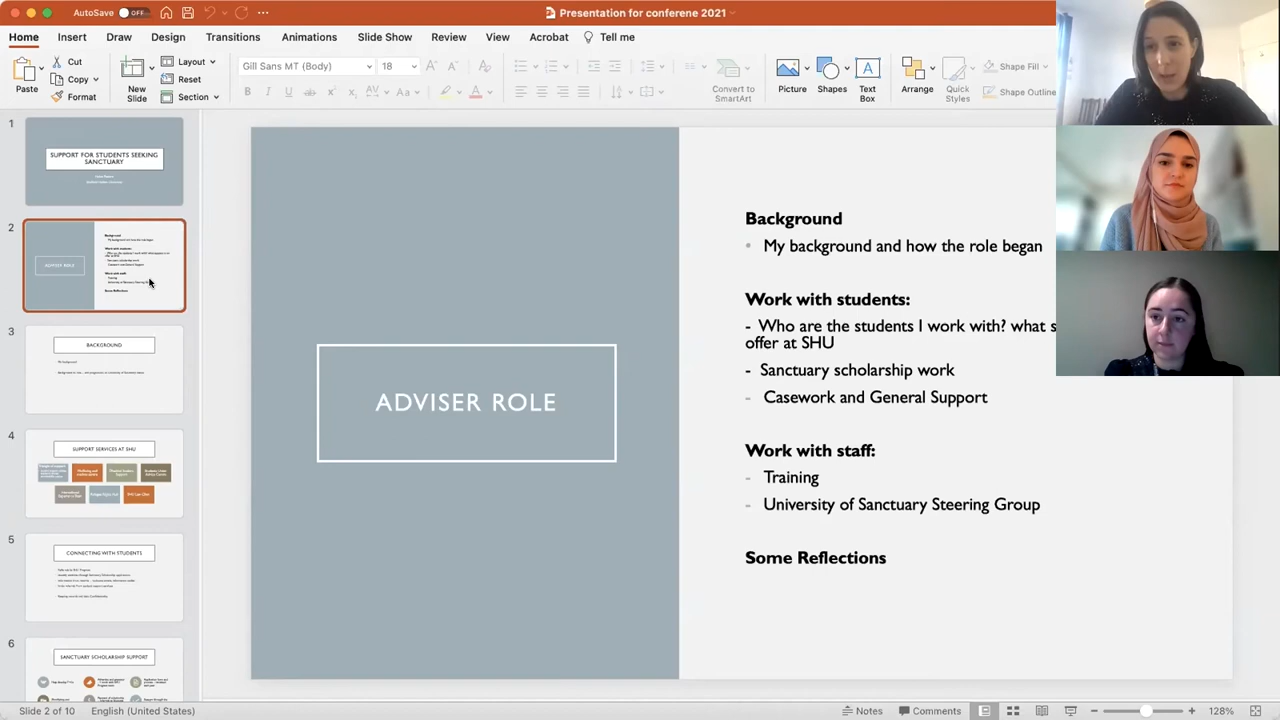 AutoSave OFF
Presentation for conferene 2021
Home Insert Draw Design Transitions Animations Slide Show Review View Acrobat Tell me
Paste
Cut
Copy
Format
New Slide
Layout
Reset
Section
Gill Sans MT (Body) 18
Convert to SmartArt
Picture
Shapes
Text Box
Arrange
Quick Styles
Shape Fill
Shape Outline
1
SUPPORT FOR STUDENTS SEEKING
SANCTUARY
2
ADVISER ROLE
3
BACKGROUND
My background
4
SUPPORT SERVICES AT SHU
5
CONNECTING WITH STUDENTS
6
SANCTUARY SCHOLARSHIP SUPPORT
ADVISER ROLE
Background
• My background and how the role began
Work with students:
- Who are the students I work with? what s
offer at SHU
- Sanctuary scholarship work
- Casework and General Support
Work with staff:
- Training
- University of Sanctuary Steering Group
Some Reflections
Slide 2 of 10 English (United States)
Notes Comments 128%